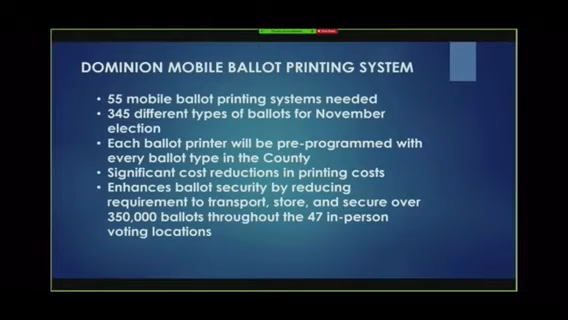 DOMINION MOBILE BALLOT PRINTING SYSTEM
• 55 mobile ballot printing systems needed
• 345 different types of ballots for November
election
• Each ballot printer will be pre-programmed with
every ballot type in the County
• Significant cost reductions in printing costs
• Enhances ballot security by reducing
requirement to transport, store, and secure over
350,000 ballots throughout the 47 in-person
voting locations